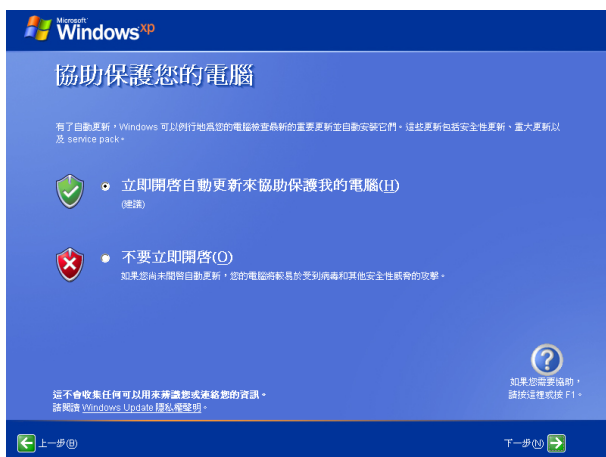 Microsoft
Windows xp
協助保護您的電腦
有了自動更新，Windows 可以例行地為您的電腦檢查最新的重要更新並自動安裝它們。這些更新包括安全性更新、重大更新以
及 service pack。
立即開啓自動更新來協助保護我的電腦(H)
(建議)
不要立即開啓(O)
如果您尚未開啓自動更新，您的電腦將較易於受到病毒和其他安全性威脅的攻擊。
如果您需要協助，
請按這裡或按 F1。
這不會收集任何可以用來辨識您或連絡您的資訊。
請閱讀 Windows Update 隱私權聲明。
上一步(B)
下一步(N)